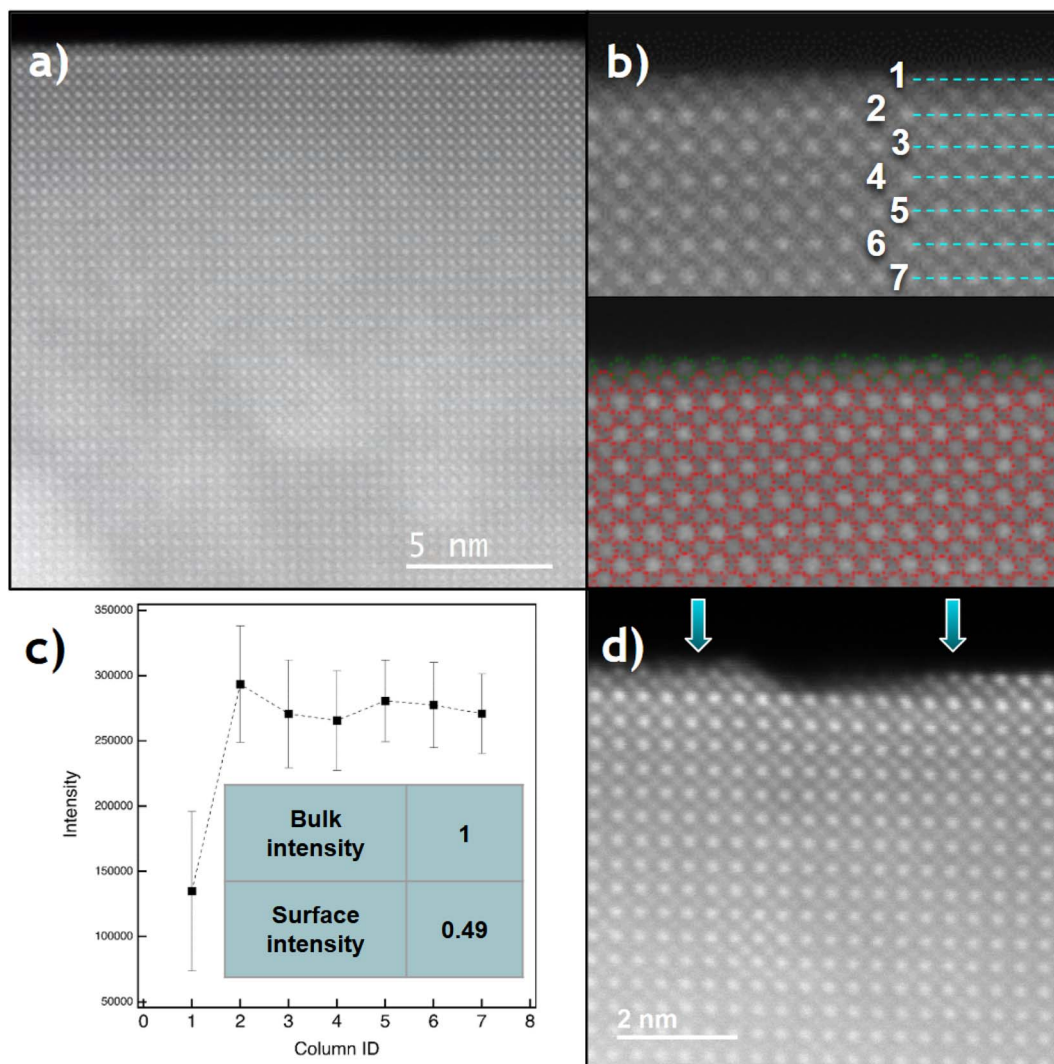 a)
5 nm
b)
1
2
3
4
5
6
7
c)
350000
300000
250000
200000
150000
100000
50000
Intensity
0 1 2 3 4 5 6 7 8
Column ID
Bulk intensity
1
Surface intensity
0.49
d)
2 nm